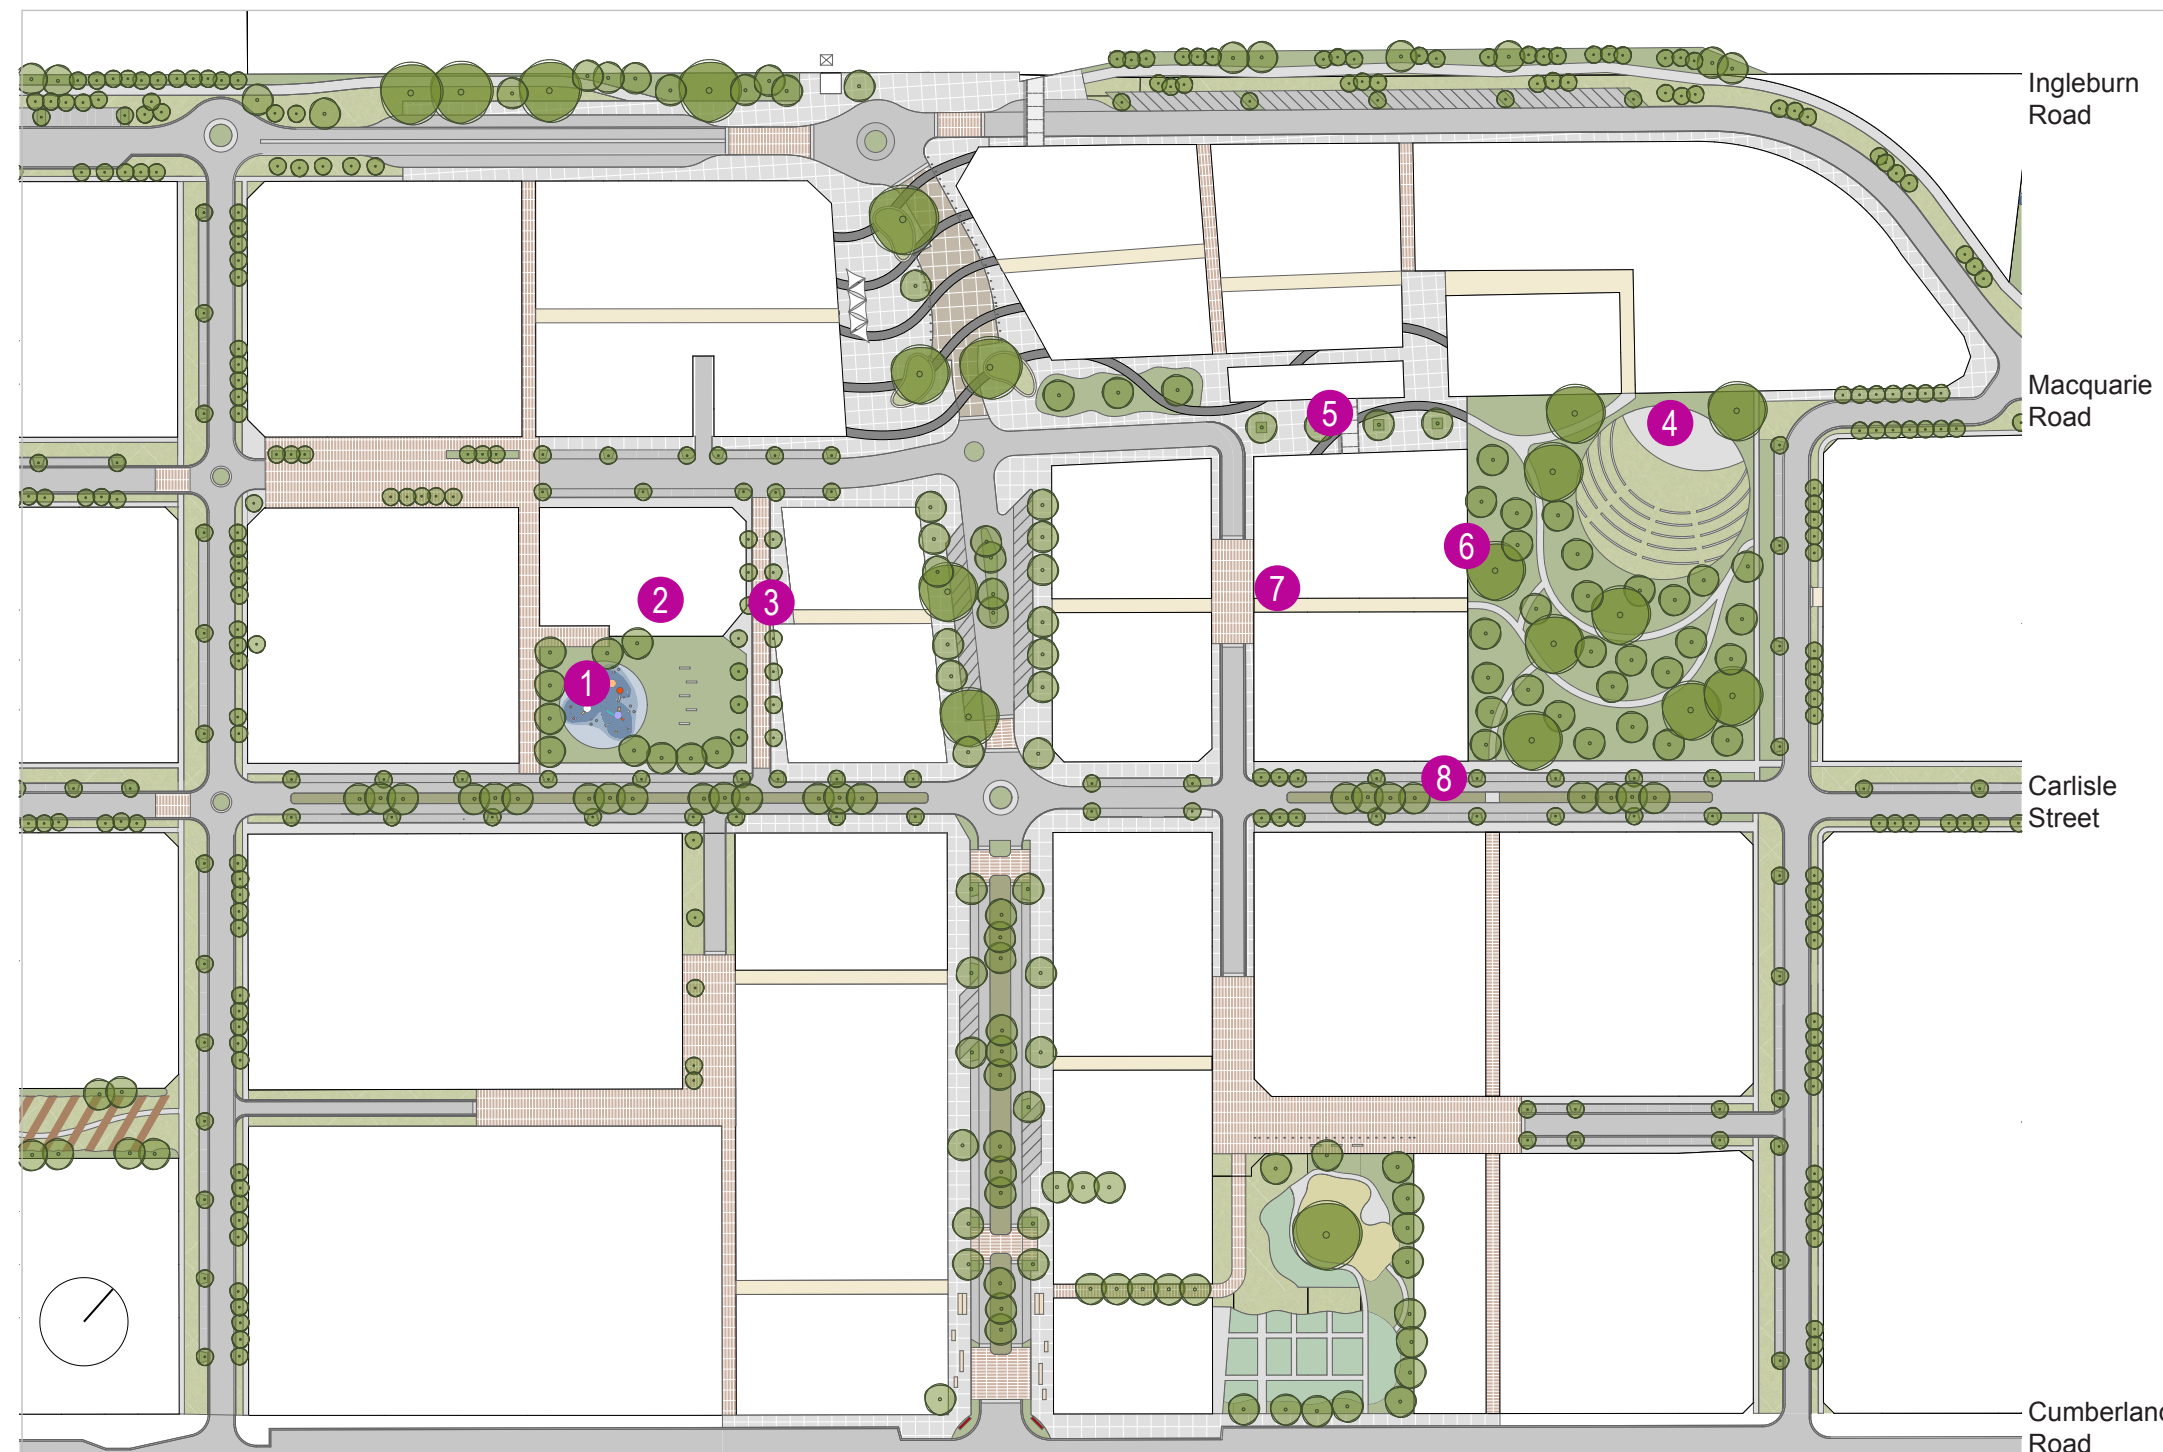 Ingleburn
Road
Macquarie
Road
4
5
6
7
2
3
1
8
Carlisle
Street
Cumberland
Road